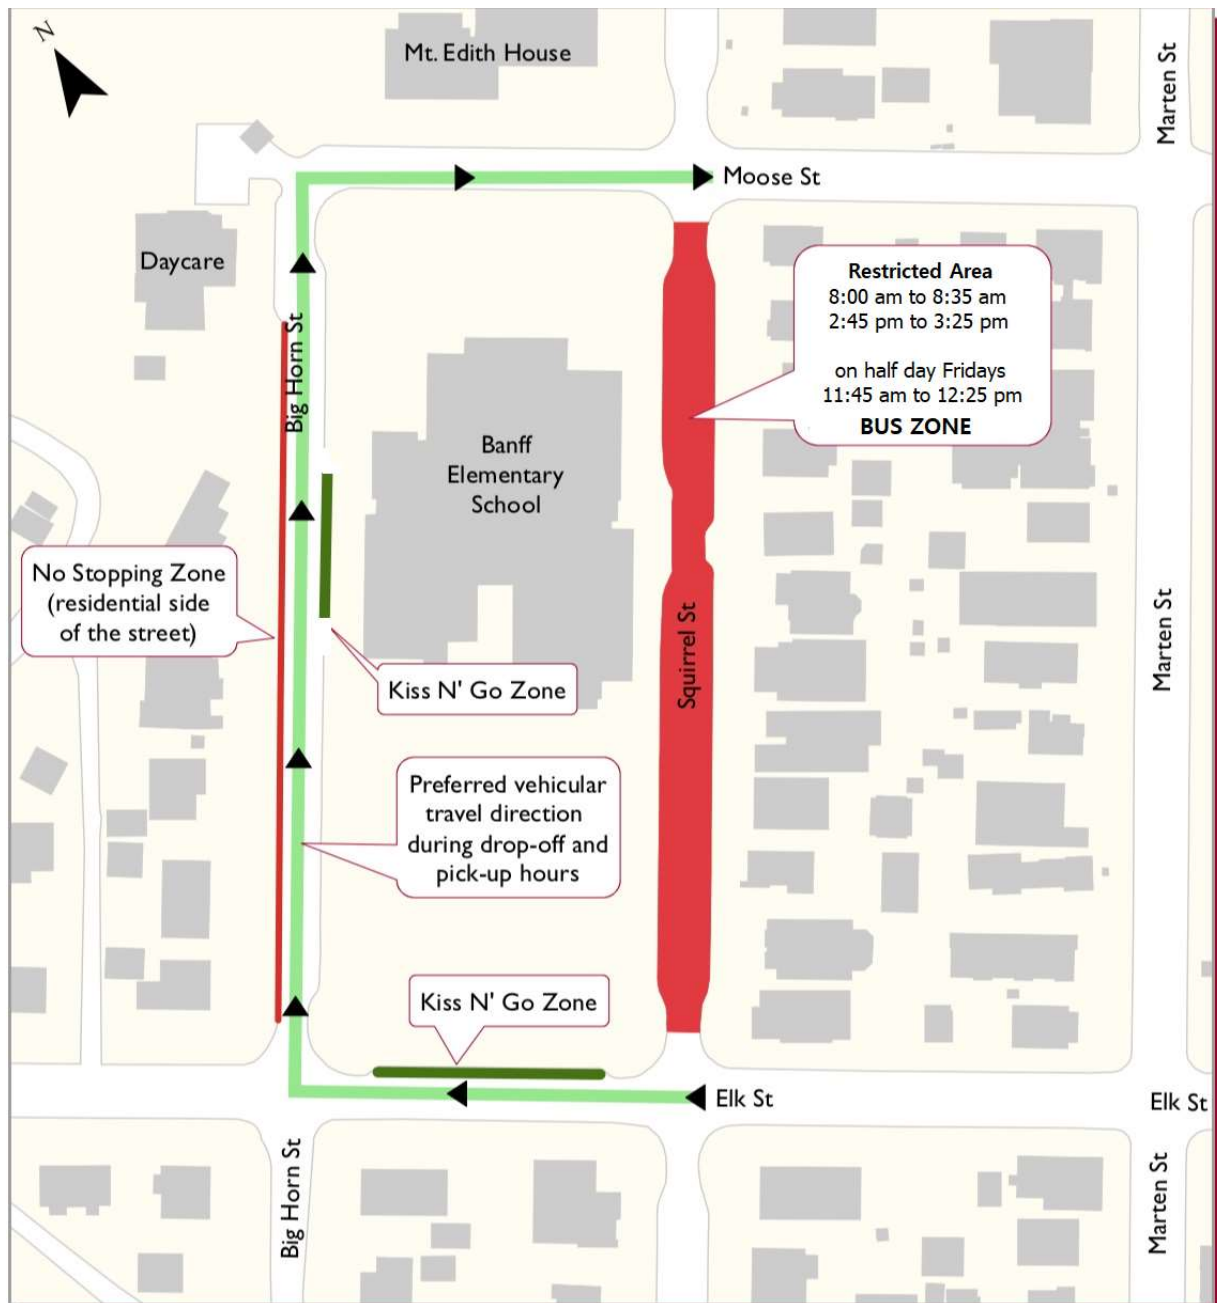 N
Mt. Edith House
Marten St
Moose St
Daycare
Restricted Area
8:00 am to 8:35 am
2:45 pm to 3:25 pm
on half day Fridays
11:45 am to 12:25 pm
BUS ZONE
Big Horn St
Banff
Elementary
School
No Stopping Zone
(residential side
of the street)
Kiss N' Go Zone
Squirrel St
Marten St
Preferred vehicular
travel direction
during drop-off and
pick-up hours
Kiss N' Go Zone
Elk St
Elk St
Big Horn St
Marten St